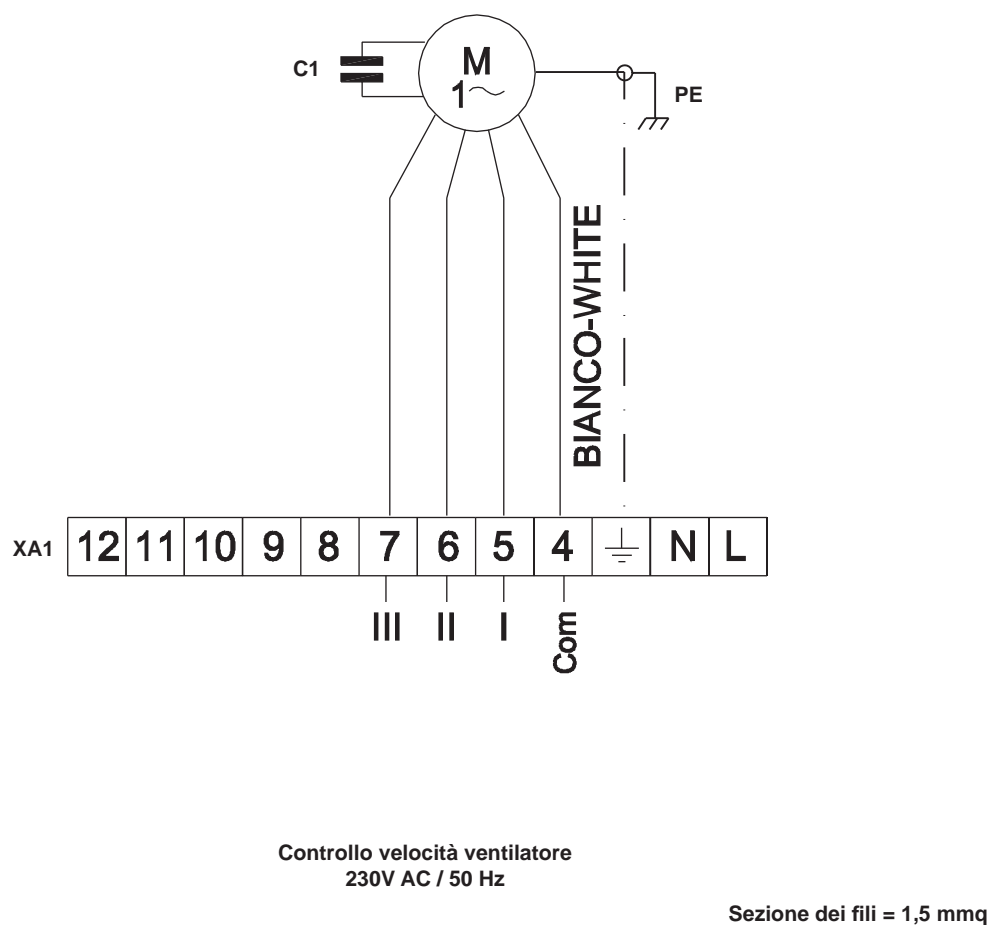 C1
M
1~
PE
BIANCO-WHITE
XA1 12 11 10 9 8 7 6 5 4 ⏚ N L
III II I Com
Controllo velocità ventilatore
230V AC / 50 Hz
Sezione dei fili = 1,5 mmq